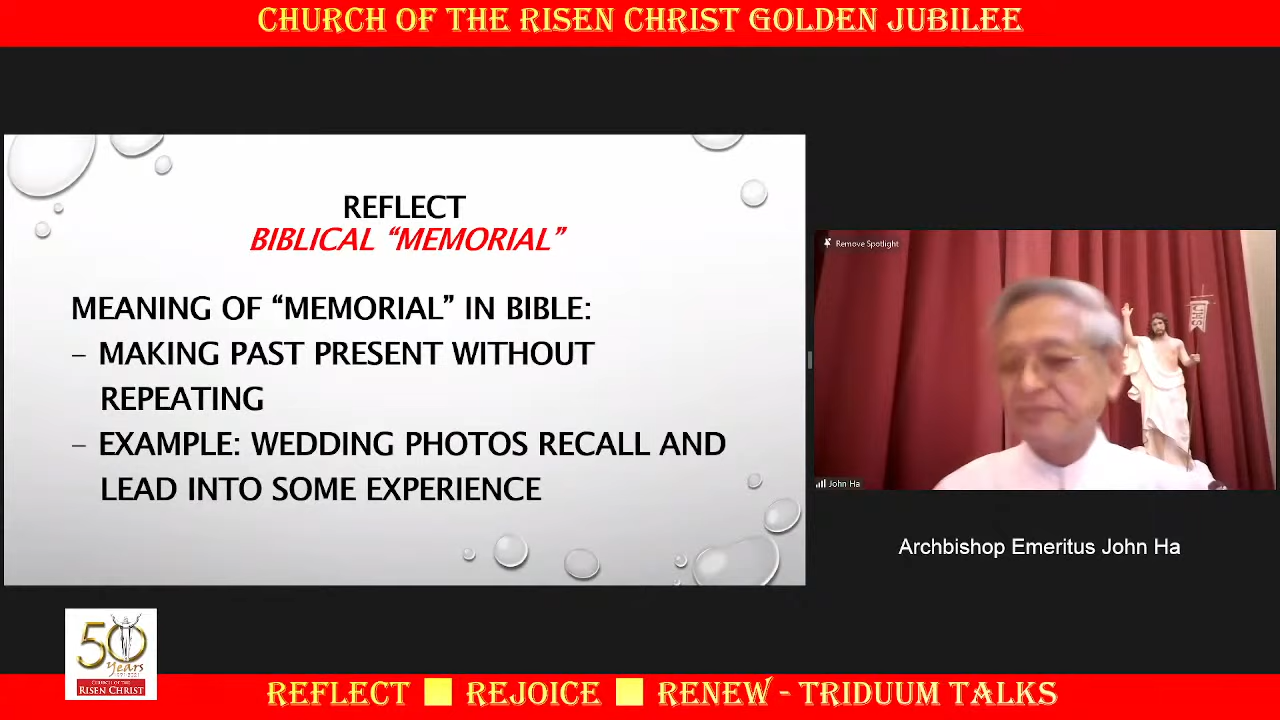 CHURCH OF THE RISEN CHRIST GOLDEN JUBILEE
REFLECT
BIBLICAL “MEMORIAL”
MEANING OF “MEMORIAL” IN BIBLE:
– MAKING PAST PRESENT WITHOUT
REPEATING
– EXAMPLE: WEDDING PHOTOS RECALL AND
LEAD INTO SOME EXPERIENCE
Remove Spotlight
JHS
John Ha
Archbishop Emeritus John Ha
50
Years
CHURCH OF THE
RISEN CHRIST
REFLECT REJOICE RENEW - TRIDUUM TALKS